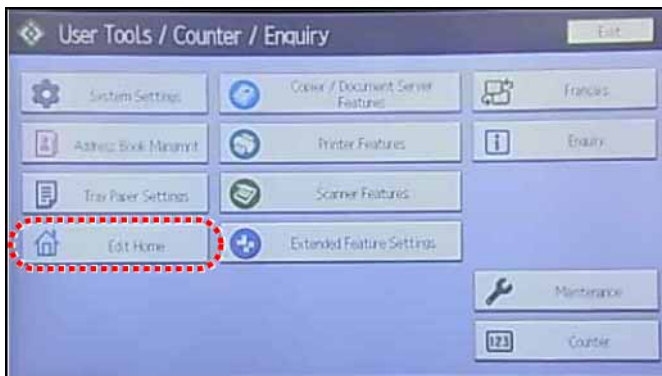 User Tools / Counter / Enquiry
Exit
System Settings
Copier / Document Server
Features
Français
Address Book Mangmnt
Printer Features
Enquiry
Tray Paper Settings
Scanner Features
Edit Home
Extended Feature Settings
Maintenance
123
Counter